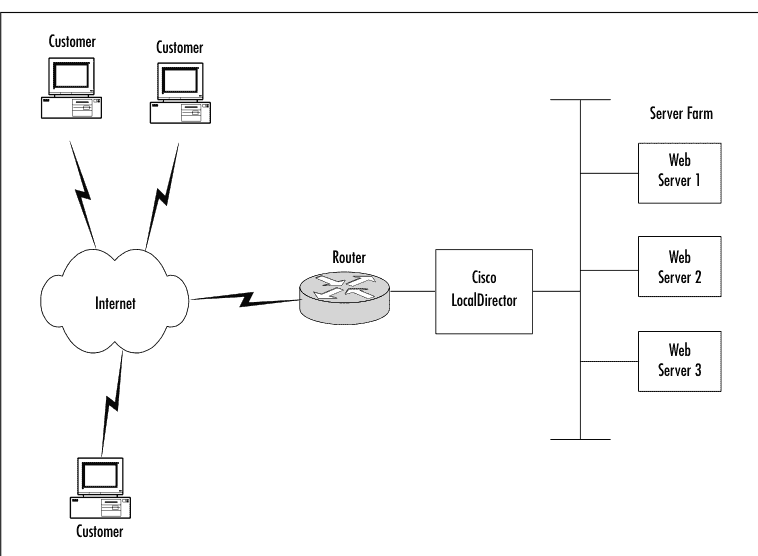 Customer
Customer
Server Farm
Web
Server 1
Router
Cisco
LocalDirector
Web
Server 2
Internet
Web
Server 3
Customer